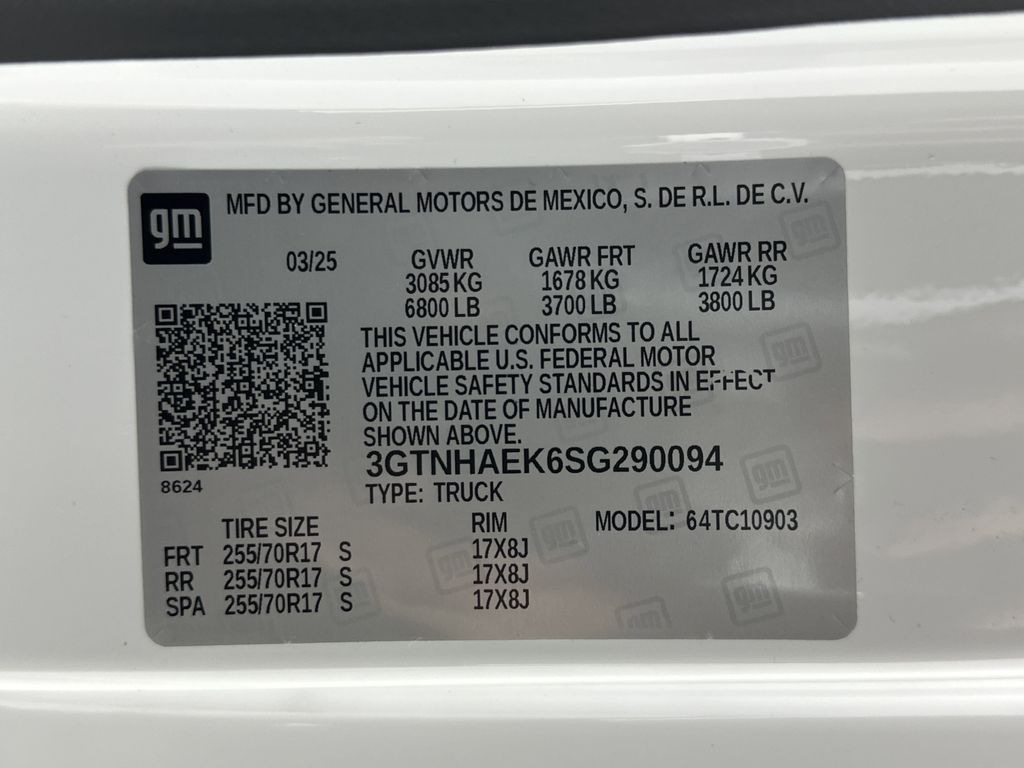 gm MFD BY GENERAL MOTORS DE MEXICO, S. DE R.L. DE C.V.
03/25 GVWR GAWR FRT GAWR RR
3085 KG 1678 KG 1724 KG
6800 LB 3700 LB 3800 LB
THIS VEHICLE CONFORMS TO ALL
APPLICABLE U.S. FEDERAL MOTOR
VEHICLE SAFETY STANDARDS IN EFFECT
ON THE DATE OF MANUFACTURE
SHOWN ABOVE.
3GTNHAEK6SG290094
8624
TYPE: TRUCK
TIRE SIZE RIM MODEL: 64TC10903
FRT 255/70R17 S 17X8J
RR 255/70R17 S 17X8J
SPA 255/70R17 S 17X8J